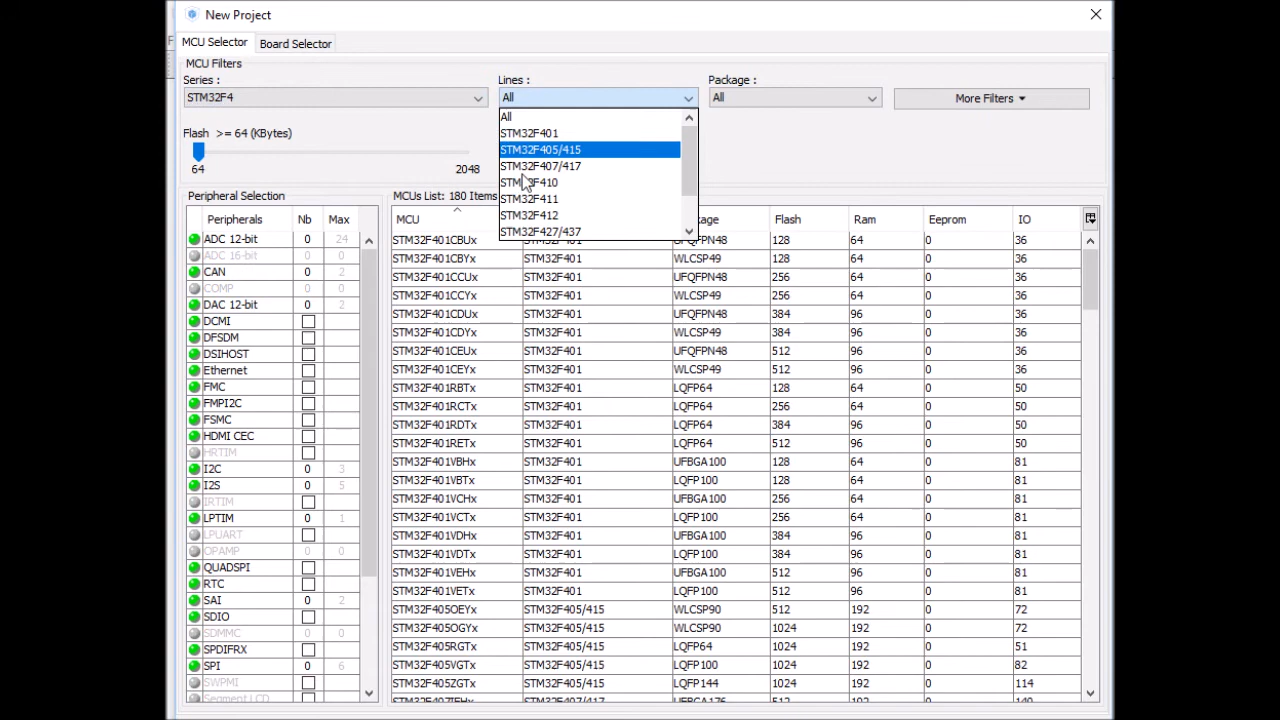 New Project
MCU Selector Board Selector
MCU Filters
Series : Lines : Package :
STM32F4 All All More Filters
All
Flash >= 64 (KBytes) STM32F401
STM32F405/415
64 2048 STM32F407/417
STM32F410
Peripheral Selection MCUs List: 180 Items STM32F411
STM32F412
Peripherals Nb Max MCU Flash Ram Eeprom IO
STM32F427/437
ADC 12-bit 0 24 STM32F401CBUx STM32F401 UFQFPN48 128 64 0 36
ADC 16-bit 0 0 STM32F401CBYx STM32F401 WLCSP49 128 64 0 36
CAN 0 2 STM32F401CCUx STM32F401 UFQFPN48 256 64 0 36
COMP 0 0 STM32F401CCYx STM32F401 WLCSP49 256 64 0 36
DAC 12-bit 0 2 STM32F401CDUx STM32F401 UFQFPN48 384 96 0 36
DCMI STM32F401CDYx STM32F401 WLCSP49 384 96 0 36
DFSDM STM32F401CEUx STM32F401 UFQFPN48 512 96 0 36
DSIHOST STM32F401CEYx STM32F401 WLCSP49 512 96 0 36
Ethernet STM32F401RBTx STM32F401 LQFP64 128 64 0 50
FMC STM32F401RCTx STM32F401 LQFP64 256 64 0 50
FMPI2C STM32F401RDTx STM32F401 LQFP64 384 96 0 50
FSMC STM32F401RETx STM32F401 LQFP64 512 96 0 50
HDMI CEC STM32F401VBHx STM32F401 UFBGA100 128 64 0 81
HRTIM STM32F401VBTx STM32F401 LQFP100 128 64 0 81
I2C 0 3 STM32F401VCHx STM32F401 UFBGA100 256 64 0 81
I2S 0 5 STM32F401VCTx STM32F401 LQFP100 256 64 0 81
IRTIM STM32F401VDHx STM32F401 UFBGA100 384 96 0 81
LPTIM 0 1 STM32F401VDTx STM32F401 LQFP100 384 96 0 81
LPUART STM32F401VEHx STM32F401 UFBGA100 512 96 0 81
OPAMP 0 0 STM32F401VETx STM32F401 LQFP100 512 96 0 81
QUADSPI STM32F405OEYx STM32F405/415 WLCSP90 512 192 0 72
RTC STM32F405OGYx STM32F405/415 WLCSP90 1024 192 0 72
SAI 0 2 STM32F405RGTx STM32F405/415 LQFP64 1024 192 0 51
SDIO STM32F405VGTx STM32F405/415 LQFP100 1024 192 0 82
SDMMC 0 0 STM32F405ZGTx STM32F405/415 LQFP144 1024 192 0 114
SPDIFRX STM32F407IEHx STM32F407/417 UFBGA176
SPI 0 6
SWPMI
Segment LCD